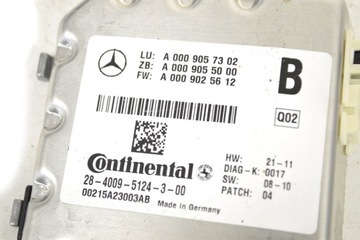 LU: A 000 905 73 02
ZB: A 000 905 50 00
FW: A 000 902 56 12
B
Q02
Continental
28-4009-5124-3-00
00215A23003AB
Made in Germany
HW: 21-11
DIAG-K: 0017
SW: 08-10
PATCH: 04